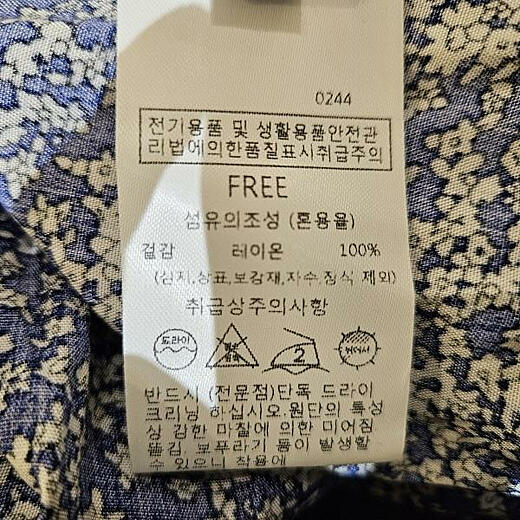 0244
전기용품 및 생활용품안전관
리법에의한품질표시취급주의
FREE
섬유의조성 (혼용율)
겉감 레이온 100%
(심지,상표,보강재,자수,장식 제외)
취급상주의사항
드라이 2 뉘어서
반드시 (전문점)단독 드라이
크리닝 하십시오.원단의 특성
상 강한 마찰에 의한 미어짐
뜯김, 보푸라기 등이 발생할
수 있으니 착용에